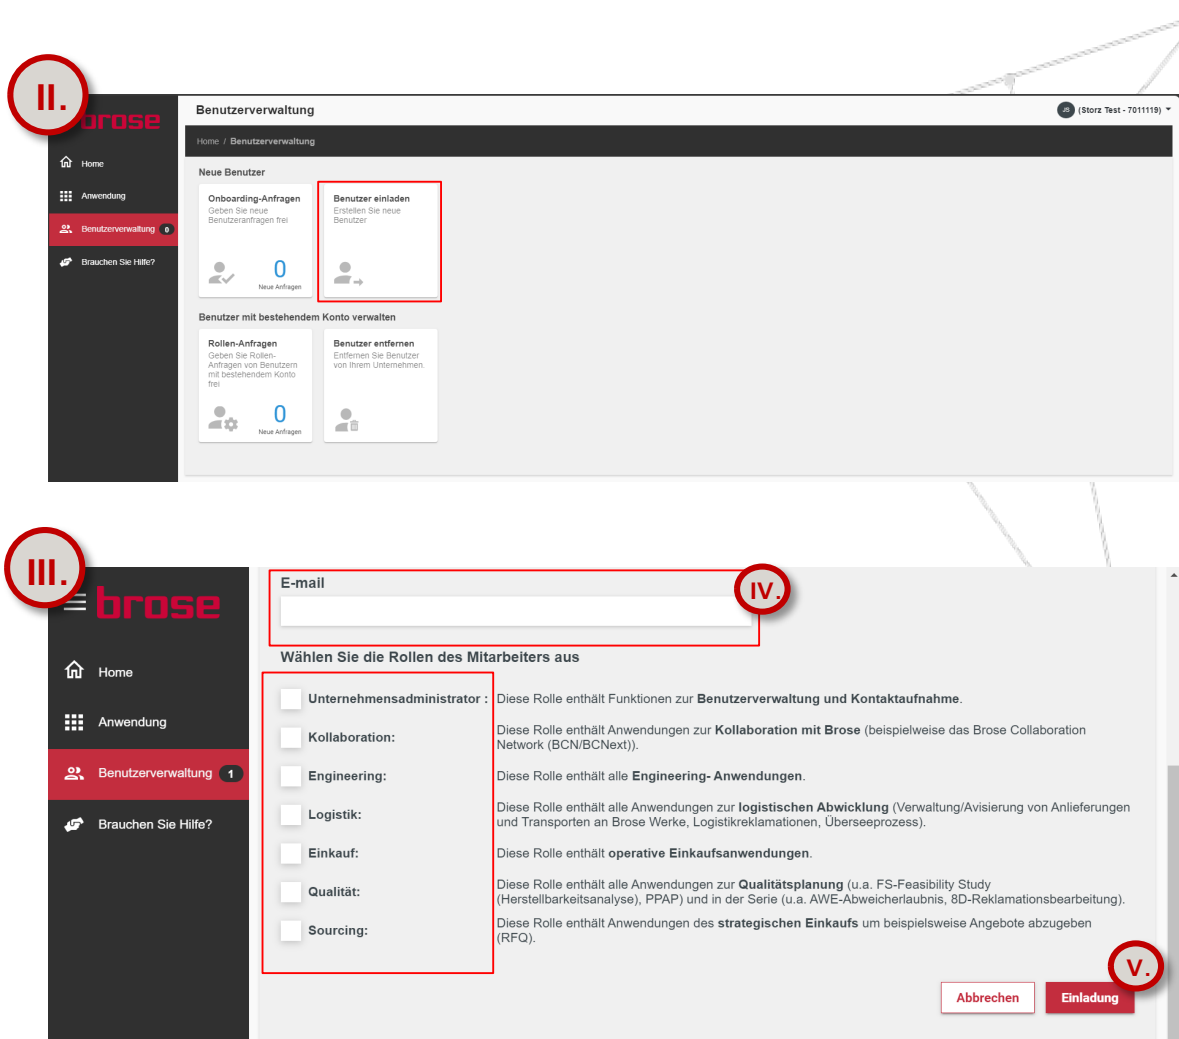 II.
brose
Benutzerverwaltung
JS (Storz Test - 7011119)
Home / Benutzerverwaltung
Home
Anwendung
Benutzerverwaltung 0
Brauchen Sie Hilfe?
Neue Benutzer
Onboarding-Anfragen
Geben Sie neue
Benutzeranfragen frei
0
Neue Anfragen
Benutzer einladen
Erstellen Sie neue
Benutzer
Benutzer mit bestehendem Konto verwalten
Rollen-Anfragen
Geben Sie Rollen-
Anfragen von Benutzern
mit bestehendem Konto
frei
0
Neue Anfragen
Benutzer entfernen
Entfernen Sie Benutzer
von Ihrem Unternehmen.
III.
brose
Home
Anwendung
Benutzerverwaltung 1
Brauchen Sie Hilfe?
E-mail
IV.
Wählen Sie die Rollen des Mitarbeiters aus
Unternehmensadministrator : Diese Rolle enthält Funktionen zur Benutzerverwaltung und Kontaktaufnahme.
Kollaboration: Diese Rolle enthält Anwendungen zur Kollaboration mit Brose (beispielweise das Brose Collaboration
Network (BCN/BCNext)).
Engineering: Diese Rolle enthält alle Engineering- Anwendungen.
Logistik: Diese Rolle enthält alle Anwendungen zur logistischen Abwicklung (Verwaltung/Avisierung von Anlieferungen
und Transporten an Brose Werke, Logistikreklamationen, Überseeprozess).
Einkauf: Diese Rolle enthält operative Einkaufsanwendungen.
Qualität: Diese Rolle enthält alle Anwendungen zur Qualitätsplanung (u.a. FS-Feasibility Study
(Herstellbarkeitsanalyse), PPAP) und in der Serie (u.a. AWE-Abweicherlaubnis, 8D-Reklamationsbearbeitung).
Sourcing: Diese Rolle enthält Anwendungen des strategischen Einkaufs um beispielsweise Angebote abzugeben
(RFQ).
V.
Abbrechen
Einladung